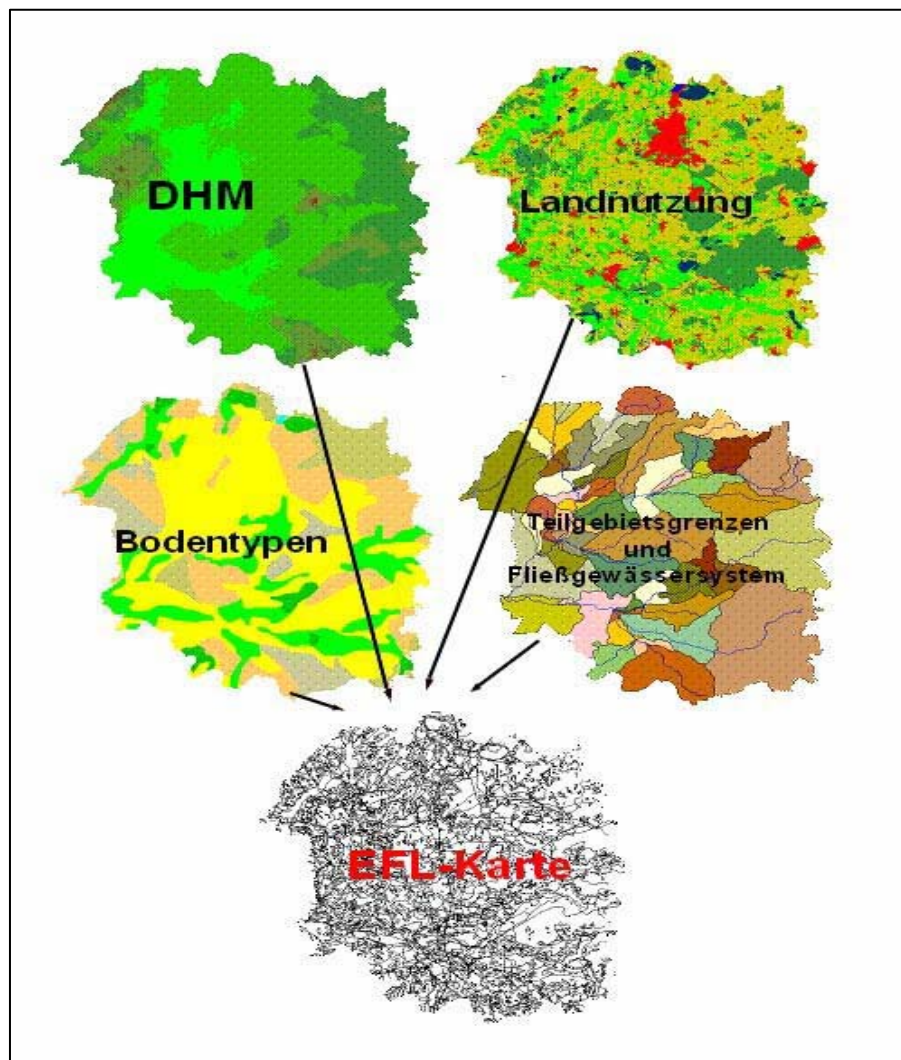 DHM
Landnutzung
Bodentypen
Teilgebietsgrenzen
und
Fließgewässersystem
EFL-Karte